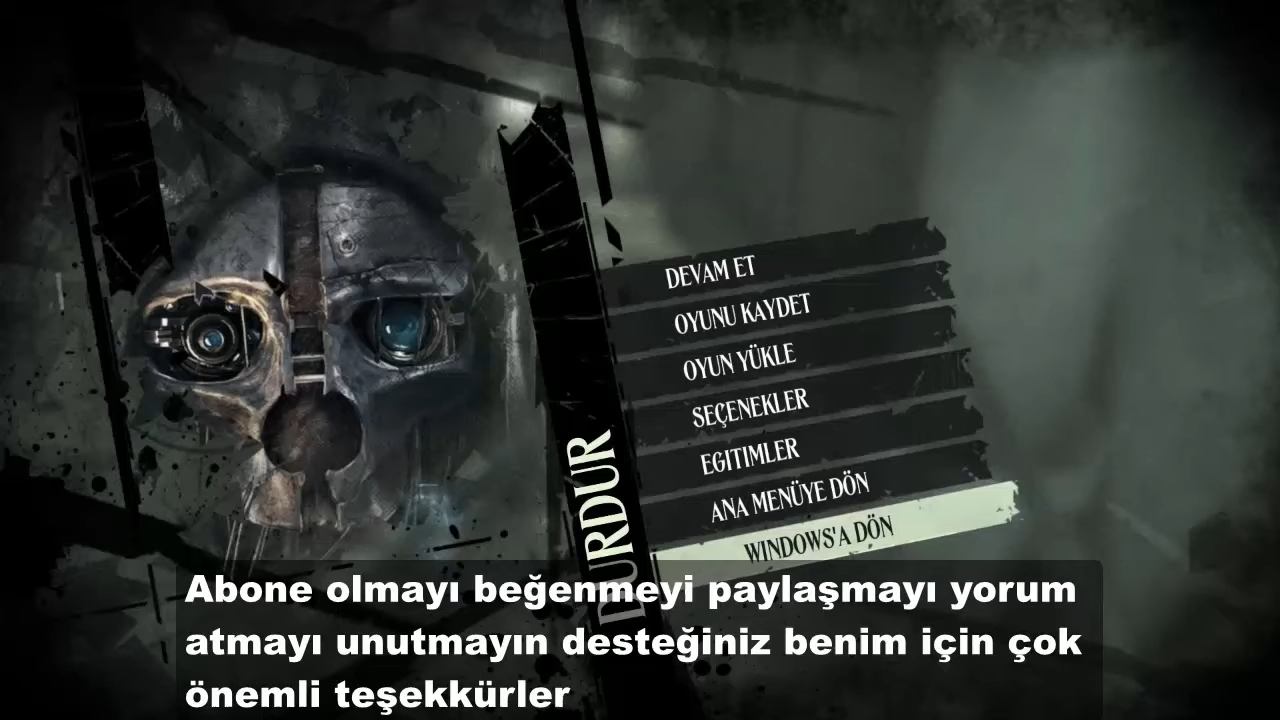 DEVAM ET
OYUNU KAYDET
OYUN YÜKLE
SEÇENEKLER
EGITIMLER
ANA MENÜYE DÖN
WINDOWS'A DÖN
DURDUR
Abone olmayı beğenmeyi paylaşmayı yorum
atmayı unutmayın desteğiniz benim için çok
önemli teşekkürler